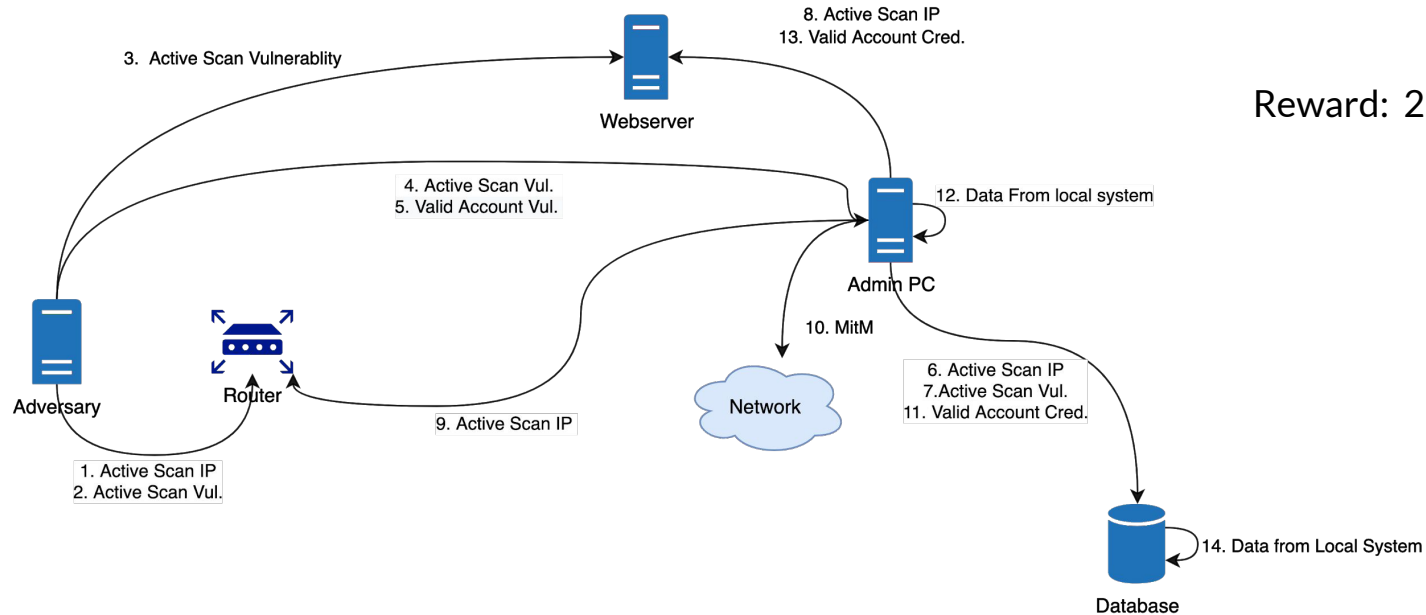 8. Active Scan IP
13. Valid Account Cred.
3. Active Scan Vulnerablity
Reward: 2
Webserver
4. Active Scan Vul.
5. Valid Account Vul.
12. Data From local system
Admin PC
10. MitM
6. Active Scan IP
7.Active Scan Vul.
11. Valid Account Cred.
Router
Adversary
Network
9. Active Scan IP
1. Active Scan IP
2. Active Scan Vul.
14. Data from Local System
Database